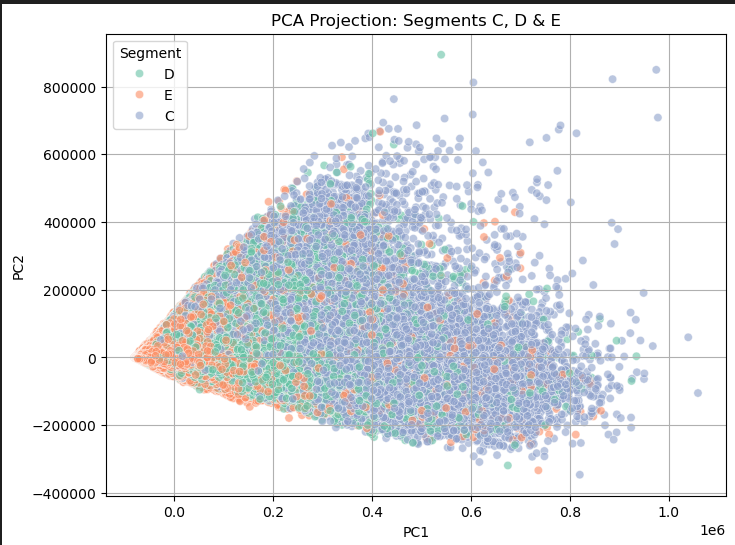 PCA Projection: Segments C, D & E
Segment
D
E
C
800000
600000
400000
200000
0
−200000
−400000
PC2
0.0 0.2 0.4 0.6 0.8 1.0
1e6
PC1